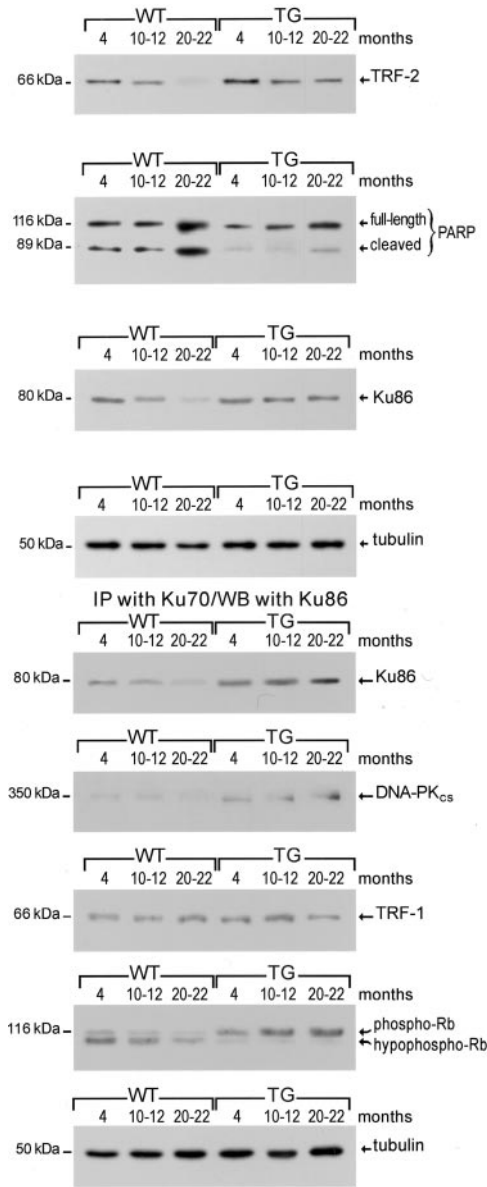 WT TG
4 10-12 20-22 4 10-12 20-22 months
66 kDa TRF-2
WT TG
4 10-12 20-22 4 10-12 20-22 months
116 kDa full-length
89 kDa cleaved
PARP
WT TG
4 10-12 20-22 4 10-12 20-22 months
80 kDa Ku86
WT TG
4 10-12 20-22 4 10-12 20-22 months
50 kDa tubulin
IP with Ku70/WB with Ku86
WT TG
4 10-12 20-22 4 10-12 20-22 months
80 kDa Ku86
WT TG
4 10-12 20-22 4 10-12 20-22 months
350 kDa DNA-PKcs
WT TG
4 10-12 20-22 4 10-12 20-22 months
66 kDa TRF-1
WT TG
4 10-12 20-22 4 10-12 20-22 months
116 kDa phospho-Rb
hypophospho-Rb
WT TG
4 10-12 20-22 4 10-12 20-22 months
50 kDa tubulin